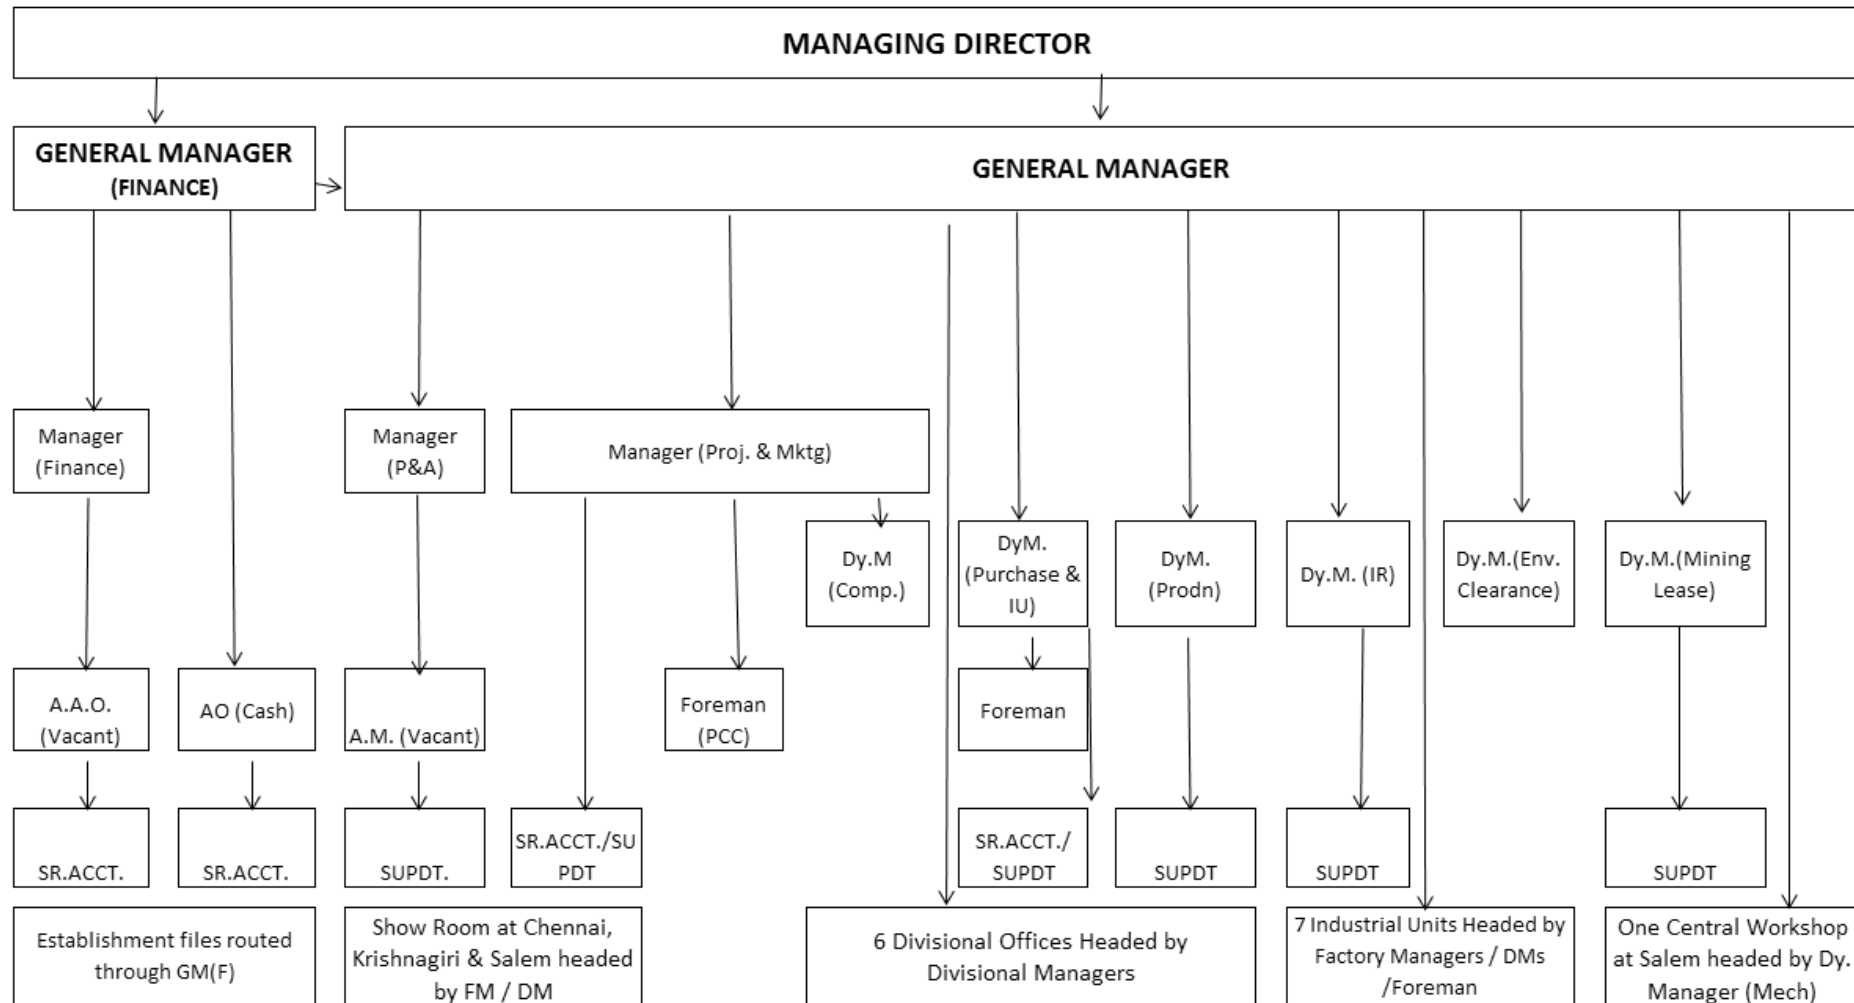 MANAGING DIRECTOR
GENERAL MANAGER
(FINANCE)
GENERAL MANAGER
Manager
(Finance)
Manager
(P&A)
Manager (Proj. & Mktg)
Dy.M
(Comp.)
DyM.
(Purchase &
IU)
DyM.
(Prodn)
Dy.M. (IR)
Dy.M.(Env.
Clearance)
Dy.M.(Mining
Lease)
A.A.O.
(Vacant)
AO (Cash)
A.M. (Vacant)
Foreman
(PCC)
Foreman
SR.ACCT.
SR.ACCT.
SUPDT.
SR.ACCT./SU
PDT
SR.ACCT./
SUPDT
SUPDT
SUPDT
SUPDT
Establishment files routed
through GM(F)
Show Room at Chennai,
Krishnagiri & Salem headed
by FM / DM
6 Divisional Offices Headed by
Divisional Managers
7 Industrial Units Headed by
Factory Managers / DMs
/Foreman
One Central Workshop
at Salem headed by Dy.
Manager (Mech)